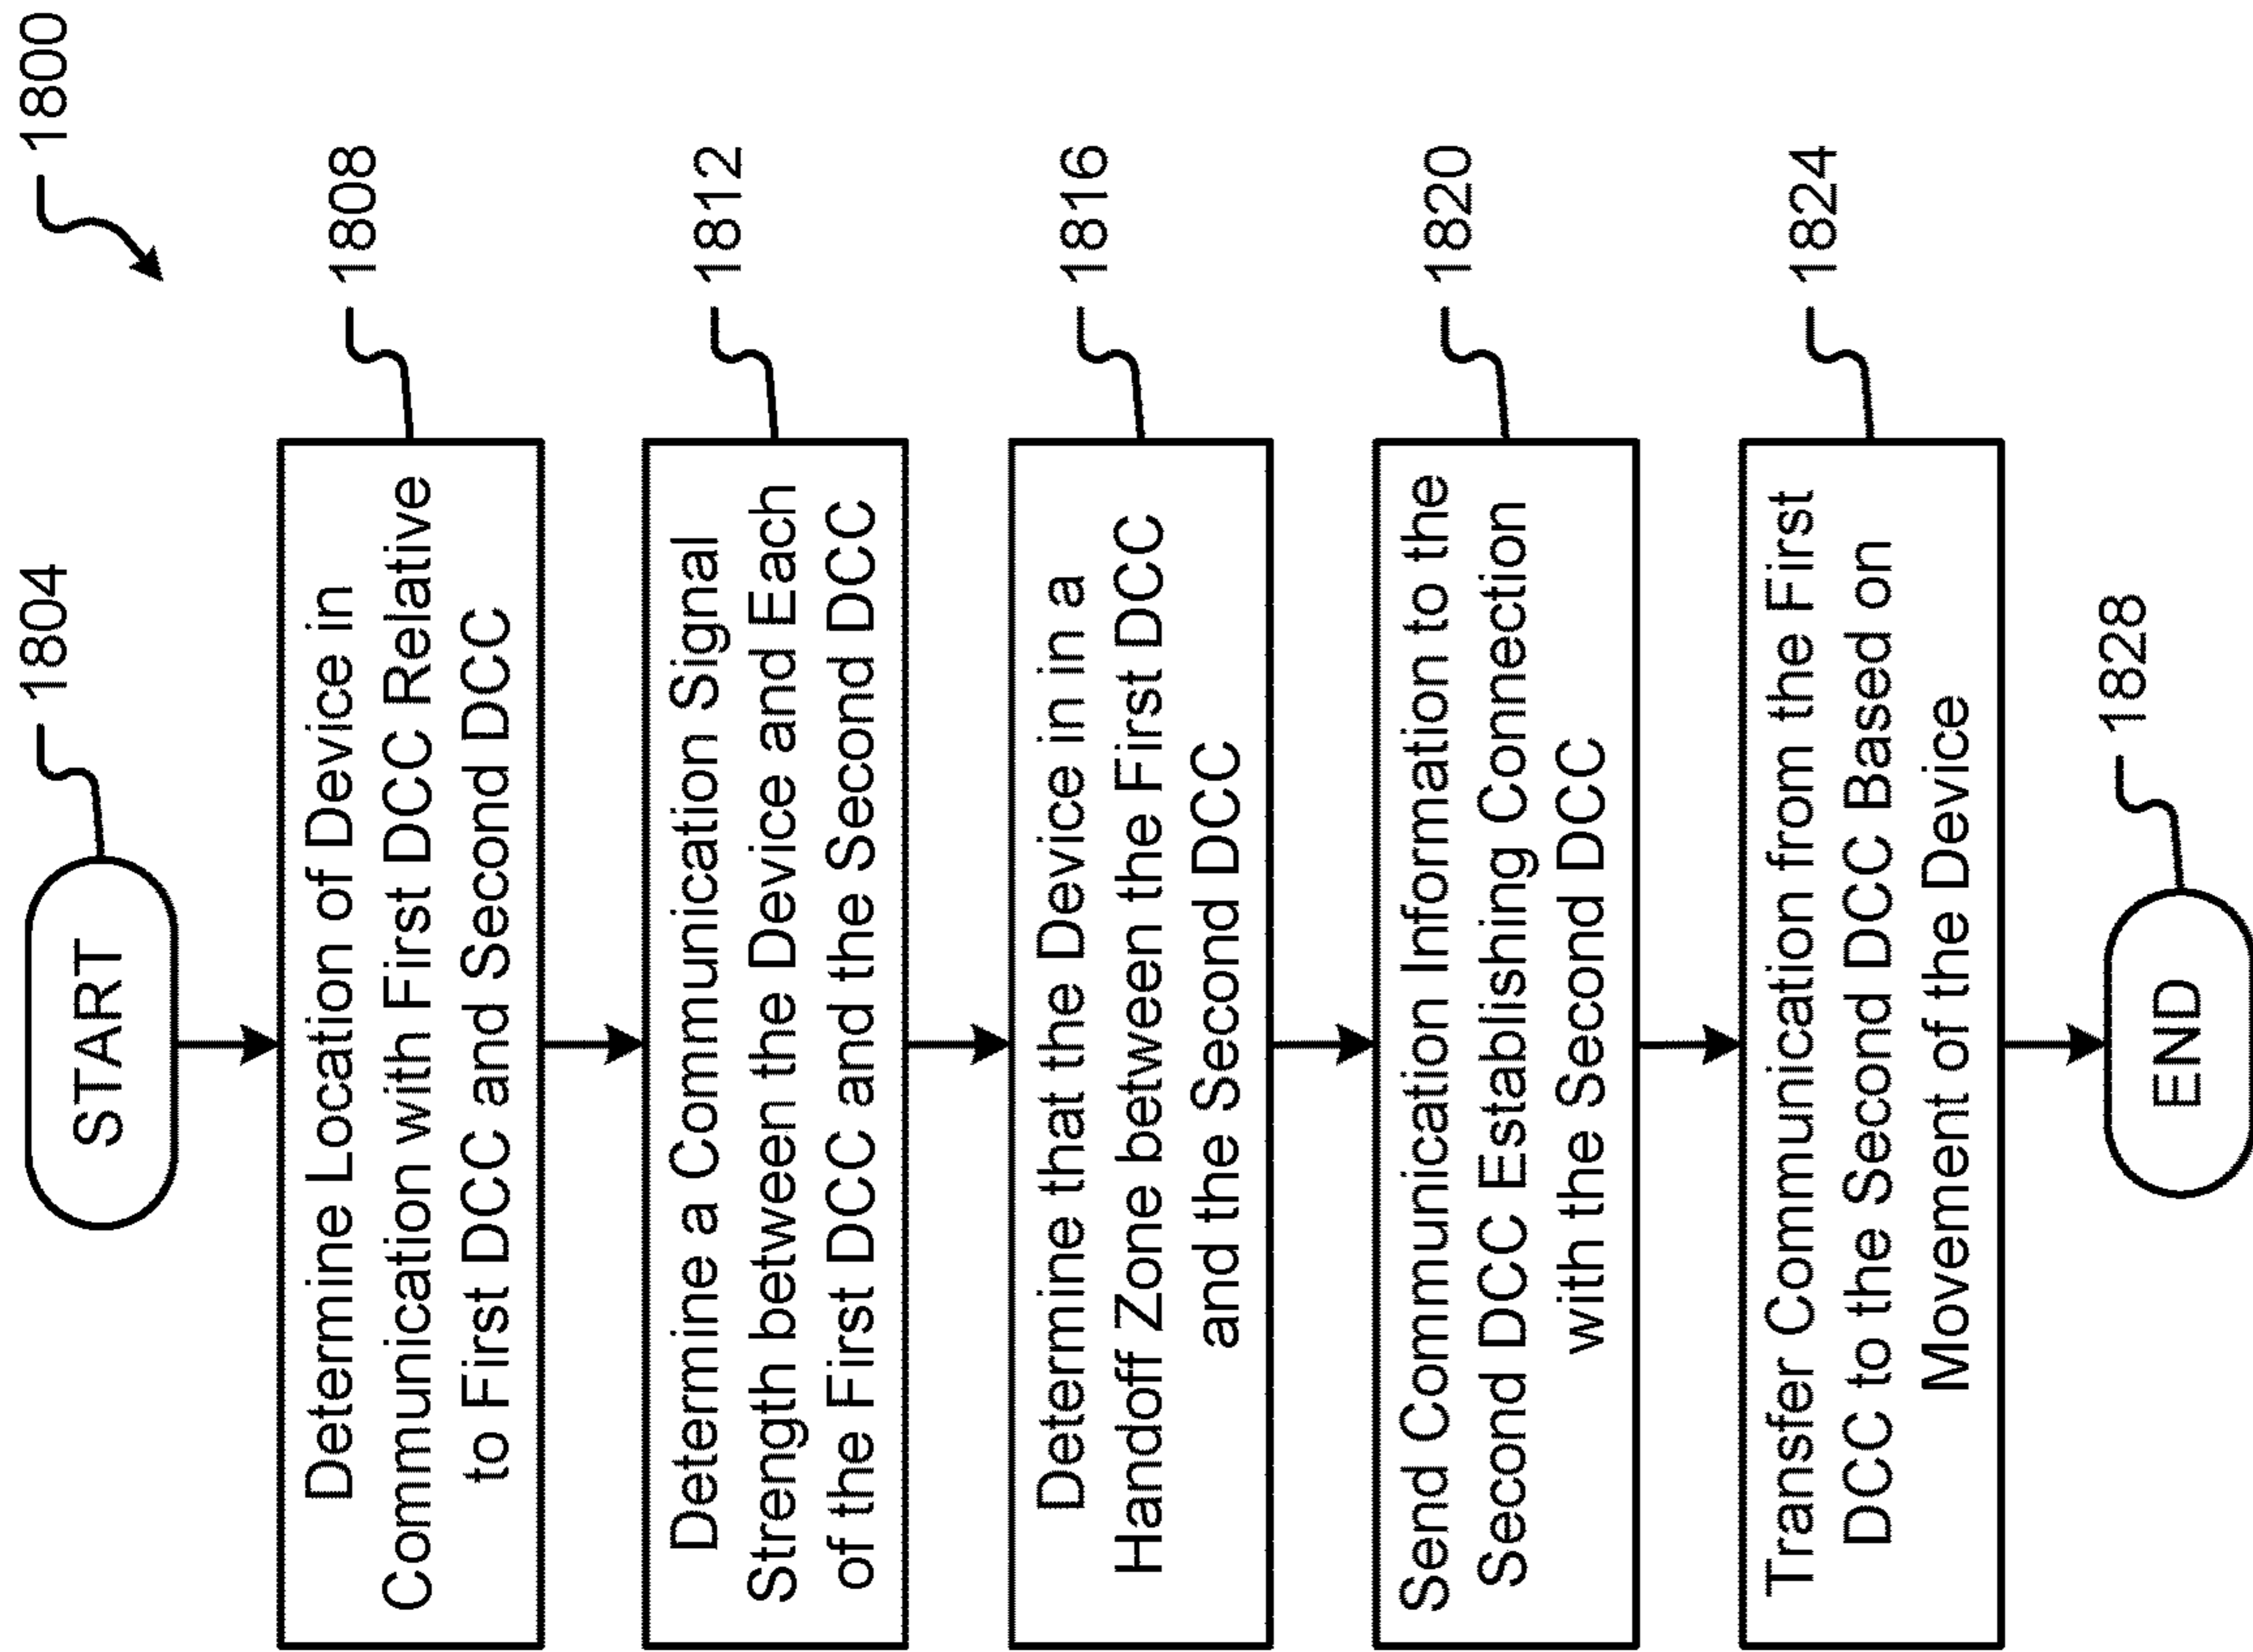 1800
START
1804
Determine Location of Device in
Communication with First DCC Relative
to First DCC and Second DCC
1808
Determine a Communication Signal
Strength between the Device and Each
of the First DCC and the Second DCC
1812
Determine that the Device in in a
Handoff Zone between the First DCC
and the Second DCC
1816
Send Communication Information to the
Second DCC Establishing Connection
with the Second DCC
1820
Transfer Communication from the First
DCC to the Second DCC Based on
Movement of the Device
1824
END
1828